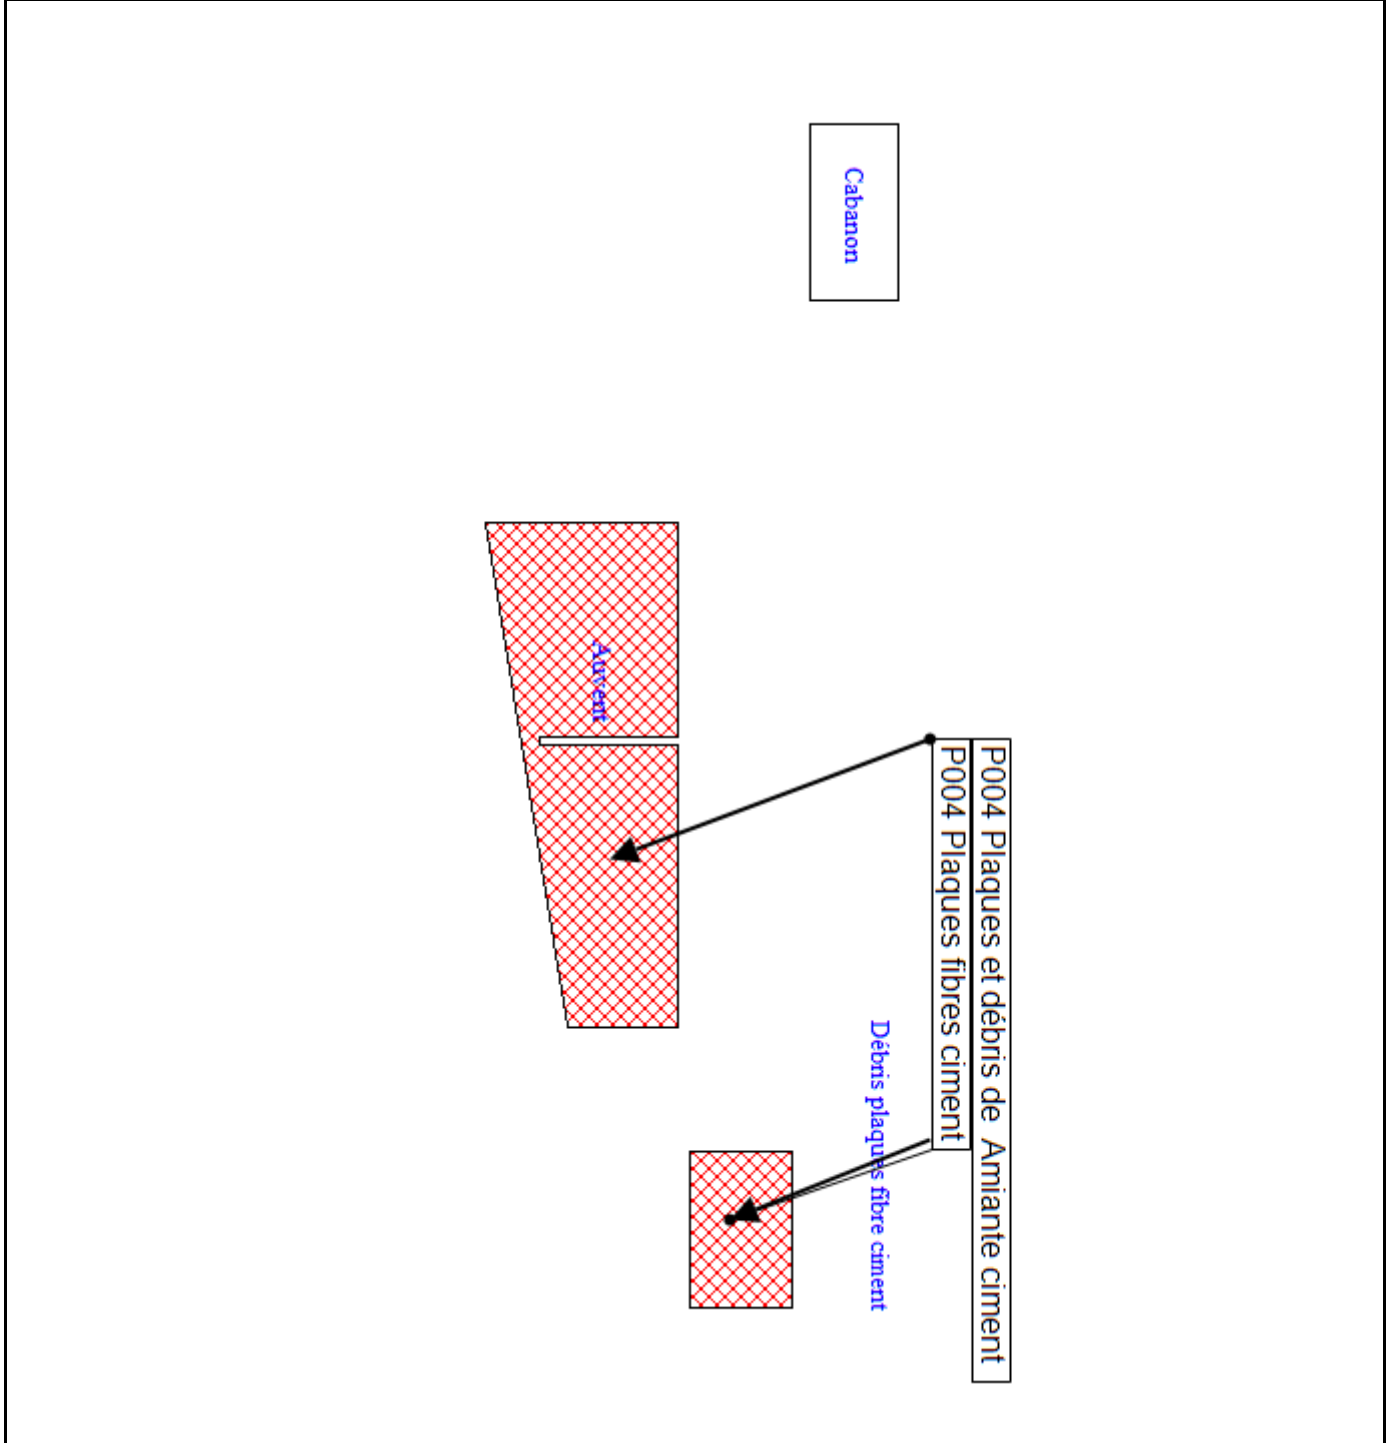 P004 Plaques et débris de Amiante ciment
P004 Plaques fibres ciment
Cabanon
Débris plaques fibre ciment
Auvent